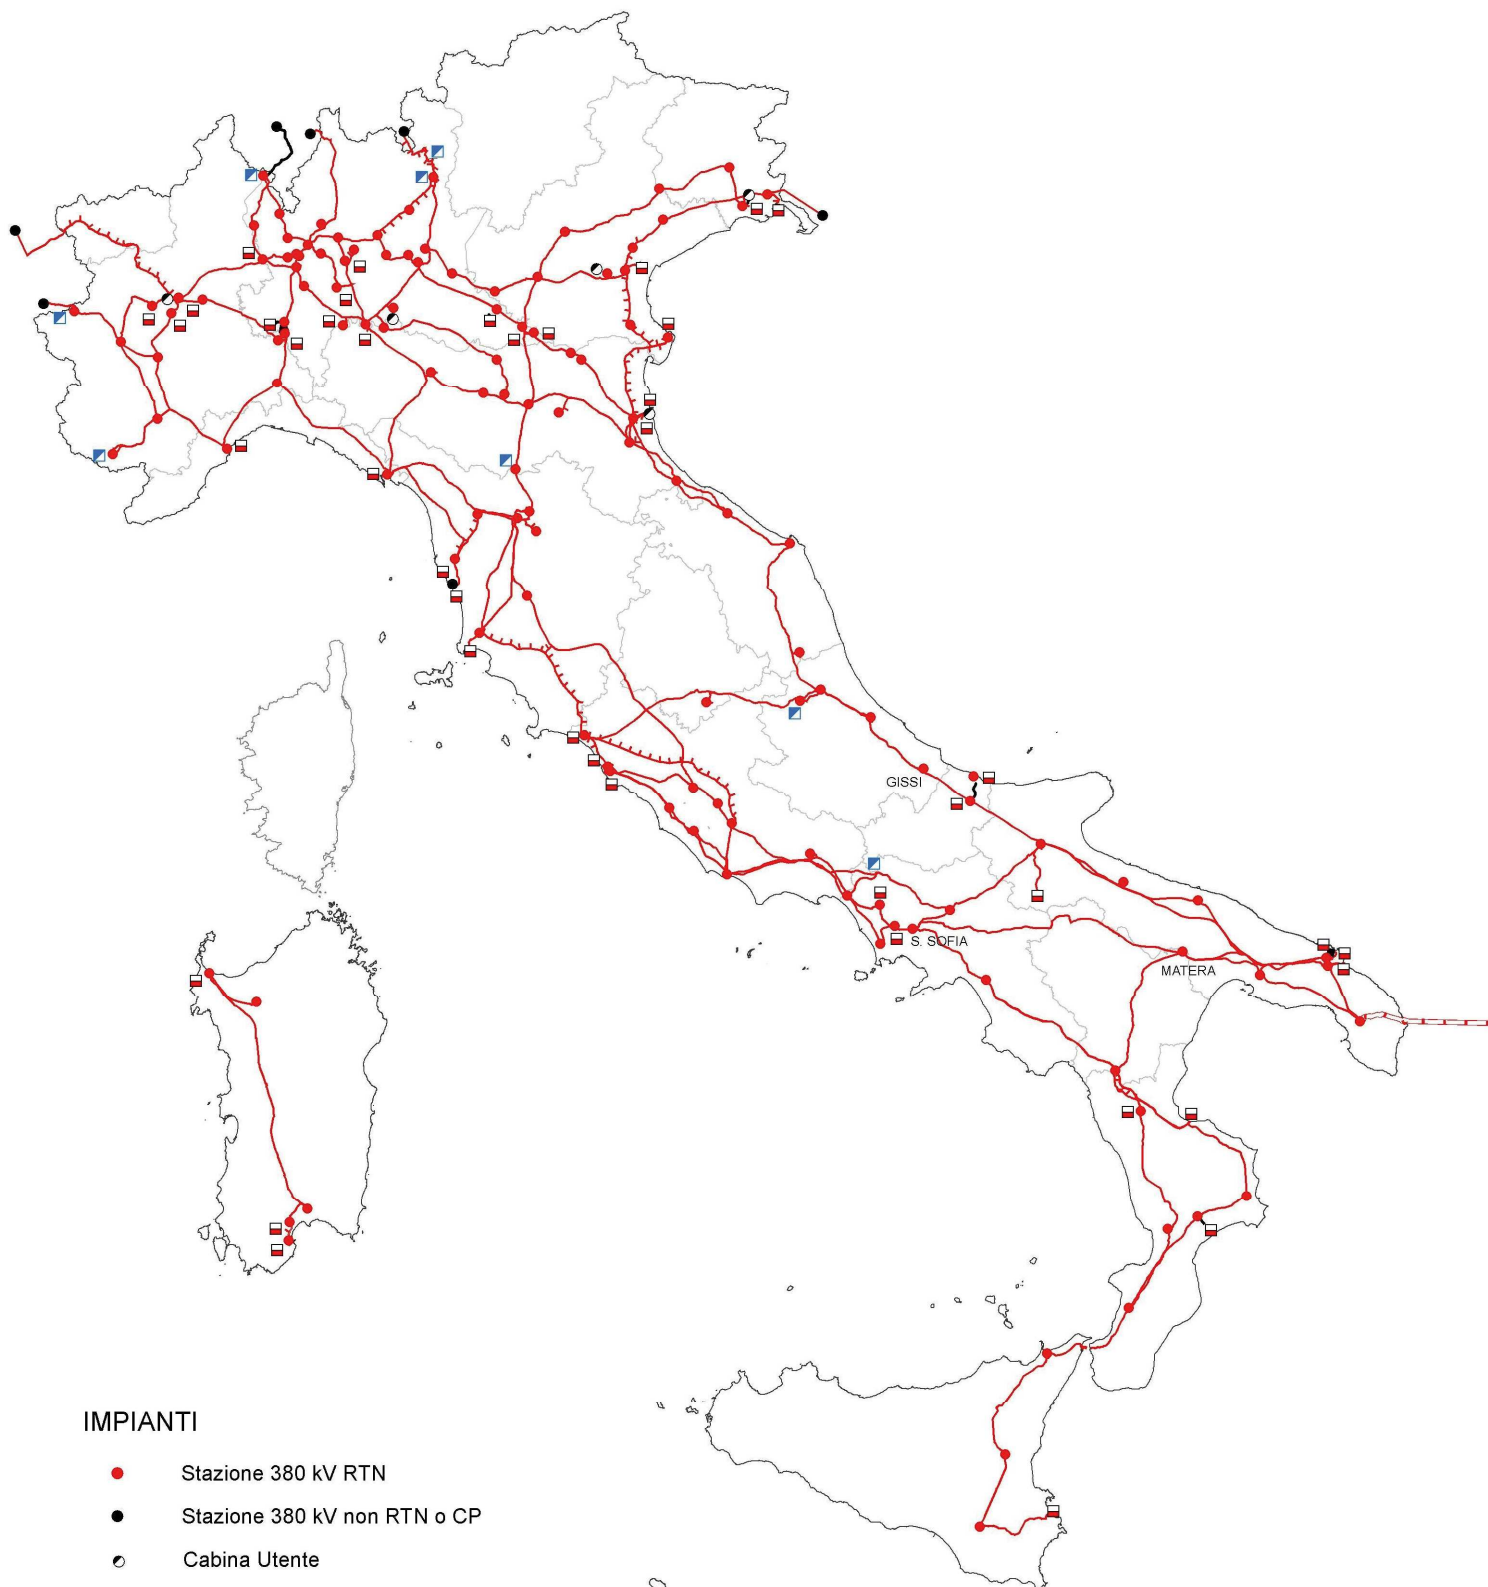 GISSI
S. SOFIA
MATERA
IMPIANTI
Stazione 380 kV RTN
Stazione 380 kV non RTN o CP
Cabina Utente